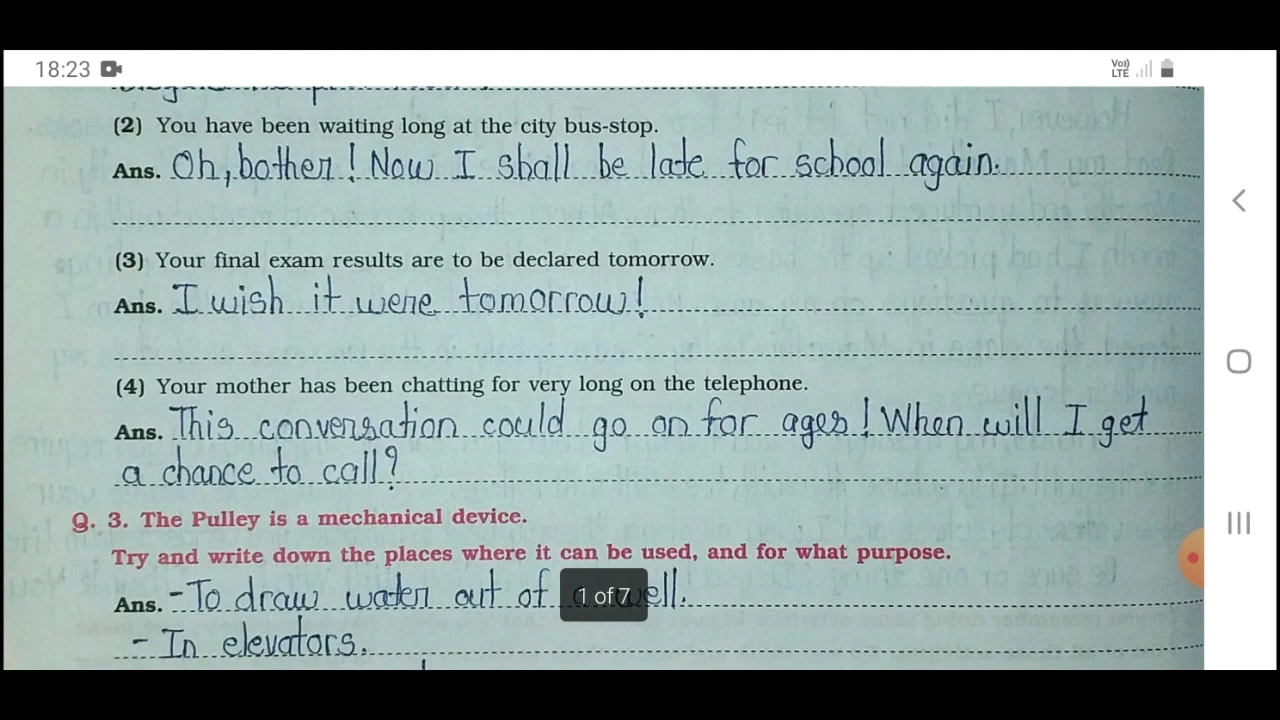 18:23
Vo)) LTE
(2) You have been waiting long at the city bus-stop.
Ans. Oh, bother! Now I shall be late for school again.
(3) Your final exam results are to be declared tomorrow.
Ans. I wish it were tomorrow!
(4) Your mother has been chatting for very long on the telephone.
Ans. This conversation could go on for ages! When will I get
a chance to call?
Q. 3. The Pulley is a mechanical device.
Try and write down the places where it can be used, and for what purpose.
Ans. - To draw water out of a well.
1 of 7
- In elevators.